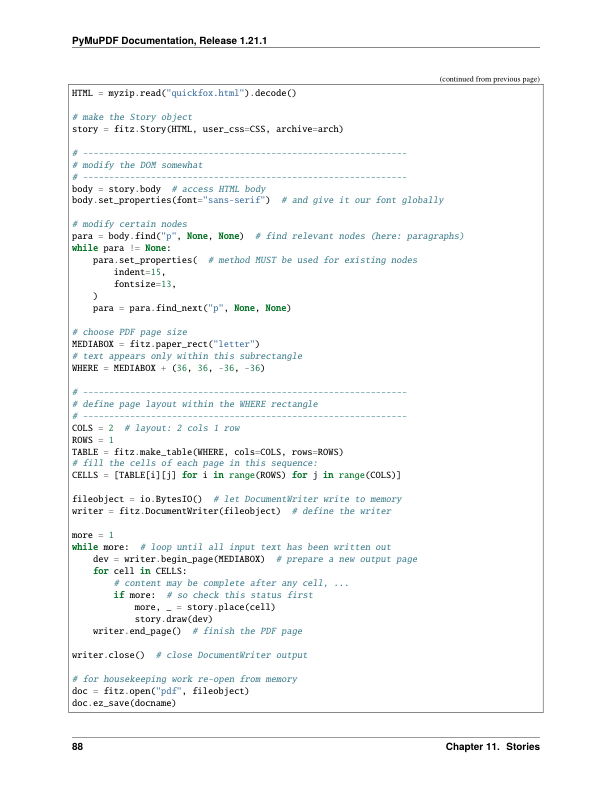 PyMuPDF Documentation, Release 1.21.1
(continued from previous page)
HTML = myzip.read("quickfox.html").decode()
# make the Story object
story = fitz.Story(HTML, user_css=CSS, archive=arch)
# --------------------------------------------------------------
# modify the DOM somewhat
# --------------------------------------------------------------
body = story.body  # access HTML body
body.set_properties(font="sans-serif")  # and give it our font globally
# modify certain nodes
para = body.find("p", None, None)  # find relevant nodes (here: paragraphs)
while para != None:
    para.set_properties(  # method MUST be used for existing nodes
        indent=15,
        fontsize=13,
    )
    para = para.find_next("p", None, None)
# choose PDF page size
MEDIABOX = fitz.paper_rect("letter")
# text appears only within this subrectangle
WHERE = MEDIABOX + (36, 36, -36, -36)
# --------------------------------------------------------------
# define page layout within the WHERE rectangle
# --------------------------------------------------------------
COLS = 2  # layout: 2 cols 1 row
ROWS = 1
TABLE = fitz.make_table(WHERE, cols=COLS, rows=ROWS)
# fill the cells of each page in this sequence:
CELLS = [TABLE[i][j] for i in range(ROWS) for j in range(COLS)]
fileobject = io.BytesIO()  # let DocumentWriter write to memory
writer = fitz.DocumentWriter(fileobject)  # define the writer
more = 1
while more:  # loop until all input text has been written out
    dev = writer.begin_page(MEDIABOX)  # prepare a new output page
    for cell in CELLS:
        # content may be complete after any cell, ...
        if more:  # so check this status first
            more, _ = story.place(cell)
            story.draw(dev)
    writer.end_page()  # finish the PDF page
writer.close()  # close DocumentWriter output
# for housekeeping work re-open from memory
doc = fitz.open("pdf", fileobject)
doc.ez_save(docname)
88
Chapter 11. Stories